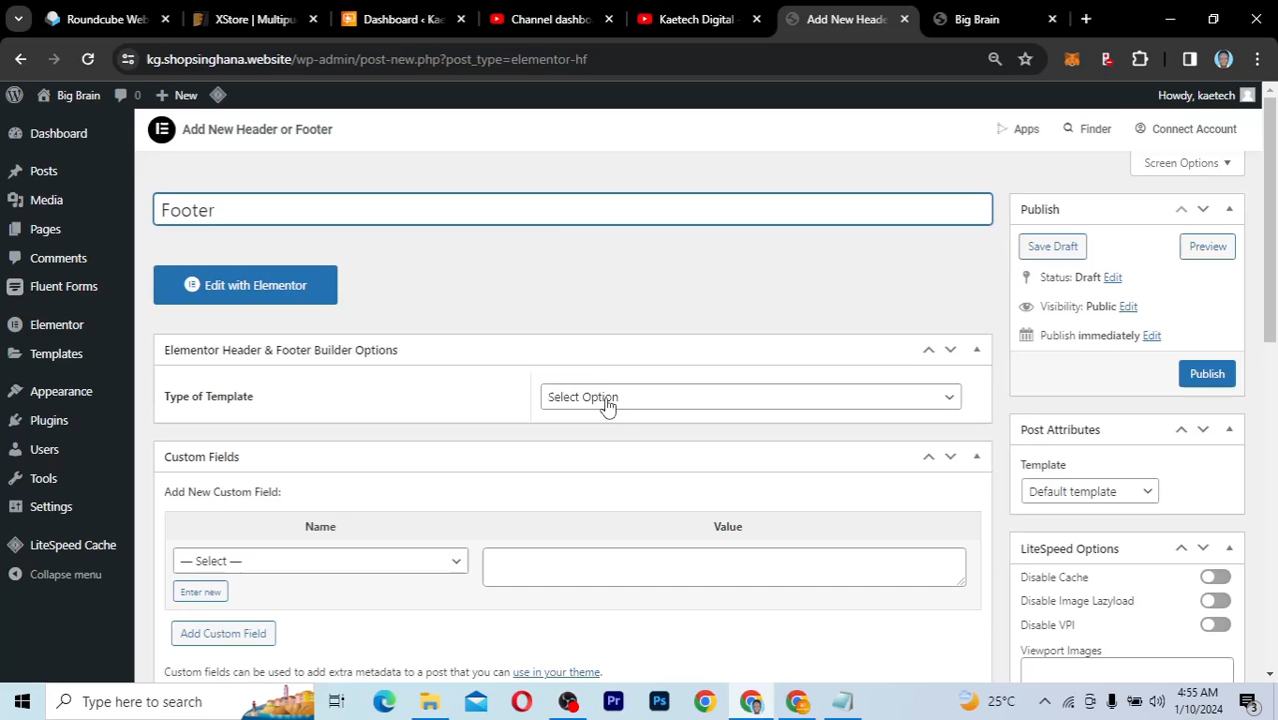 Roundcube Web
XStore | Multipu
Dashboard ‹ Kae
Channel dashbo
Kaetech Digital -
Add New Heade
Big Brain
kg.shopsinghana.website/wp-admin/post-new.php?post_type=elementor-hf
Big Brain
0
New
Howdy, kaetech
Dashboard
Posts
Media
Pages
Comments
Fluent Forms
Elementor
Templates
Appearance
Plugins
Users
Tools
Settings
LiteSpeed Cache
Collapse menu
Add New Header or Footer
Apps
Finder
Connect Account
Screen Options
Footer
Edit with Elementor
Elementor Header & Footer Builder Options
Type of Template
Select Option
Custom Fields
Add New Custom Field:
Name
Value
— Select —
Enter new
Add Custom Field
Custom fields can be used to add extra metadata to a post that you can use in your theme.
Publish
Save Draft
Preview
Status: Draft Edit
Visibility: Public Edit
Publish immediately Edit
Publish
Post Attributes
Template
Default template
LiteSpeed Options
Disable Cache
Disable Image Lazyload
Disable VPI
Viewport Images
Type here to search
Pr
Ps
25°C
4:55 AM
1/10/2024
3